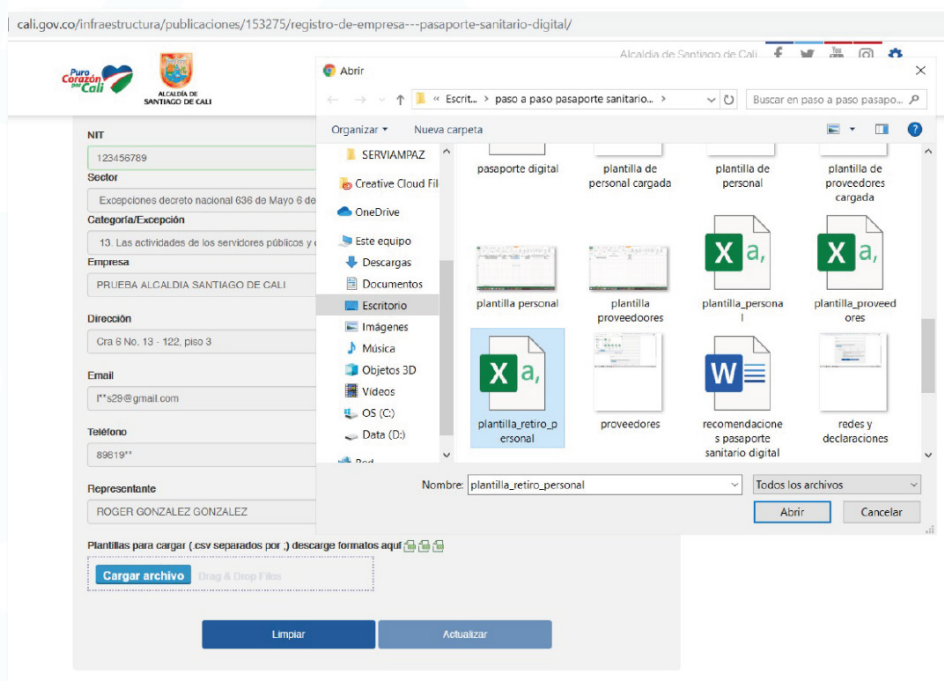 cali.gov.co/infraestructura/publicaciones/153275/registro-de-empresa---pasaporte-sanitario-digital/
Puro
Corazón
por Cali
ALCALDÍA DE
SANTIAGO DE CALI
Alcaldía de Santiago de Cali
NIT
123456789
Sector
Excepciones decreto nacional 636 de Mayo 6 de
Categoría/Excepción
13. Las actividades de los servidores públicos y
Empresa
PRUEBA ALCALDIA SANTIAGO DE CALI
Dirección
Cra 6 No. 13 - 122, piso 3
Email
l**s29@gmail.com
Teléfono
89619**
Representante
ROGER GONZALEZ GONZALEZ
Plantillas para cargar (.csv separados por ;) descarge formatos aquí
Cargar archivo Drag & Drop Files
Limpiar
Actualizar
Abrir
« Escrit... > paso a paso pasaporte sanitario... >
Buscar en paso a paso pasapo...
Organizar
Nueva carpeta
SERVIAMPAZ
Creative Cloud Fil
OneDrive
Este equipo
Descargas
Documentos
Escritorio
Imágenes
Música
Objetos 3D
Vídeos
OS (C:)
Data (D:)
Red
pasaporte digital
plantilla de
personal cargada
plantilla de
personal
plantilla de
proveedores
cargada
plantilla personal
plantilla
proveedoores
plantilla_persona
l
plantilla_proveed
ores
plantilla_retiro_p
ersonal
proveedores
recomendacione
s pasaporte
sanitario digital
redes y
declaraciones
Nombre: plantilla_retiro_personal
Todos los archivos
Abrir
Cancelar